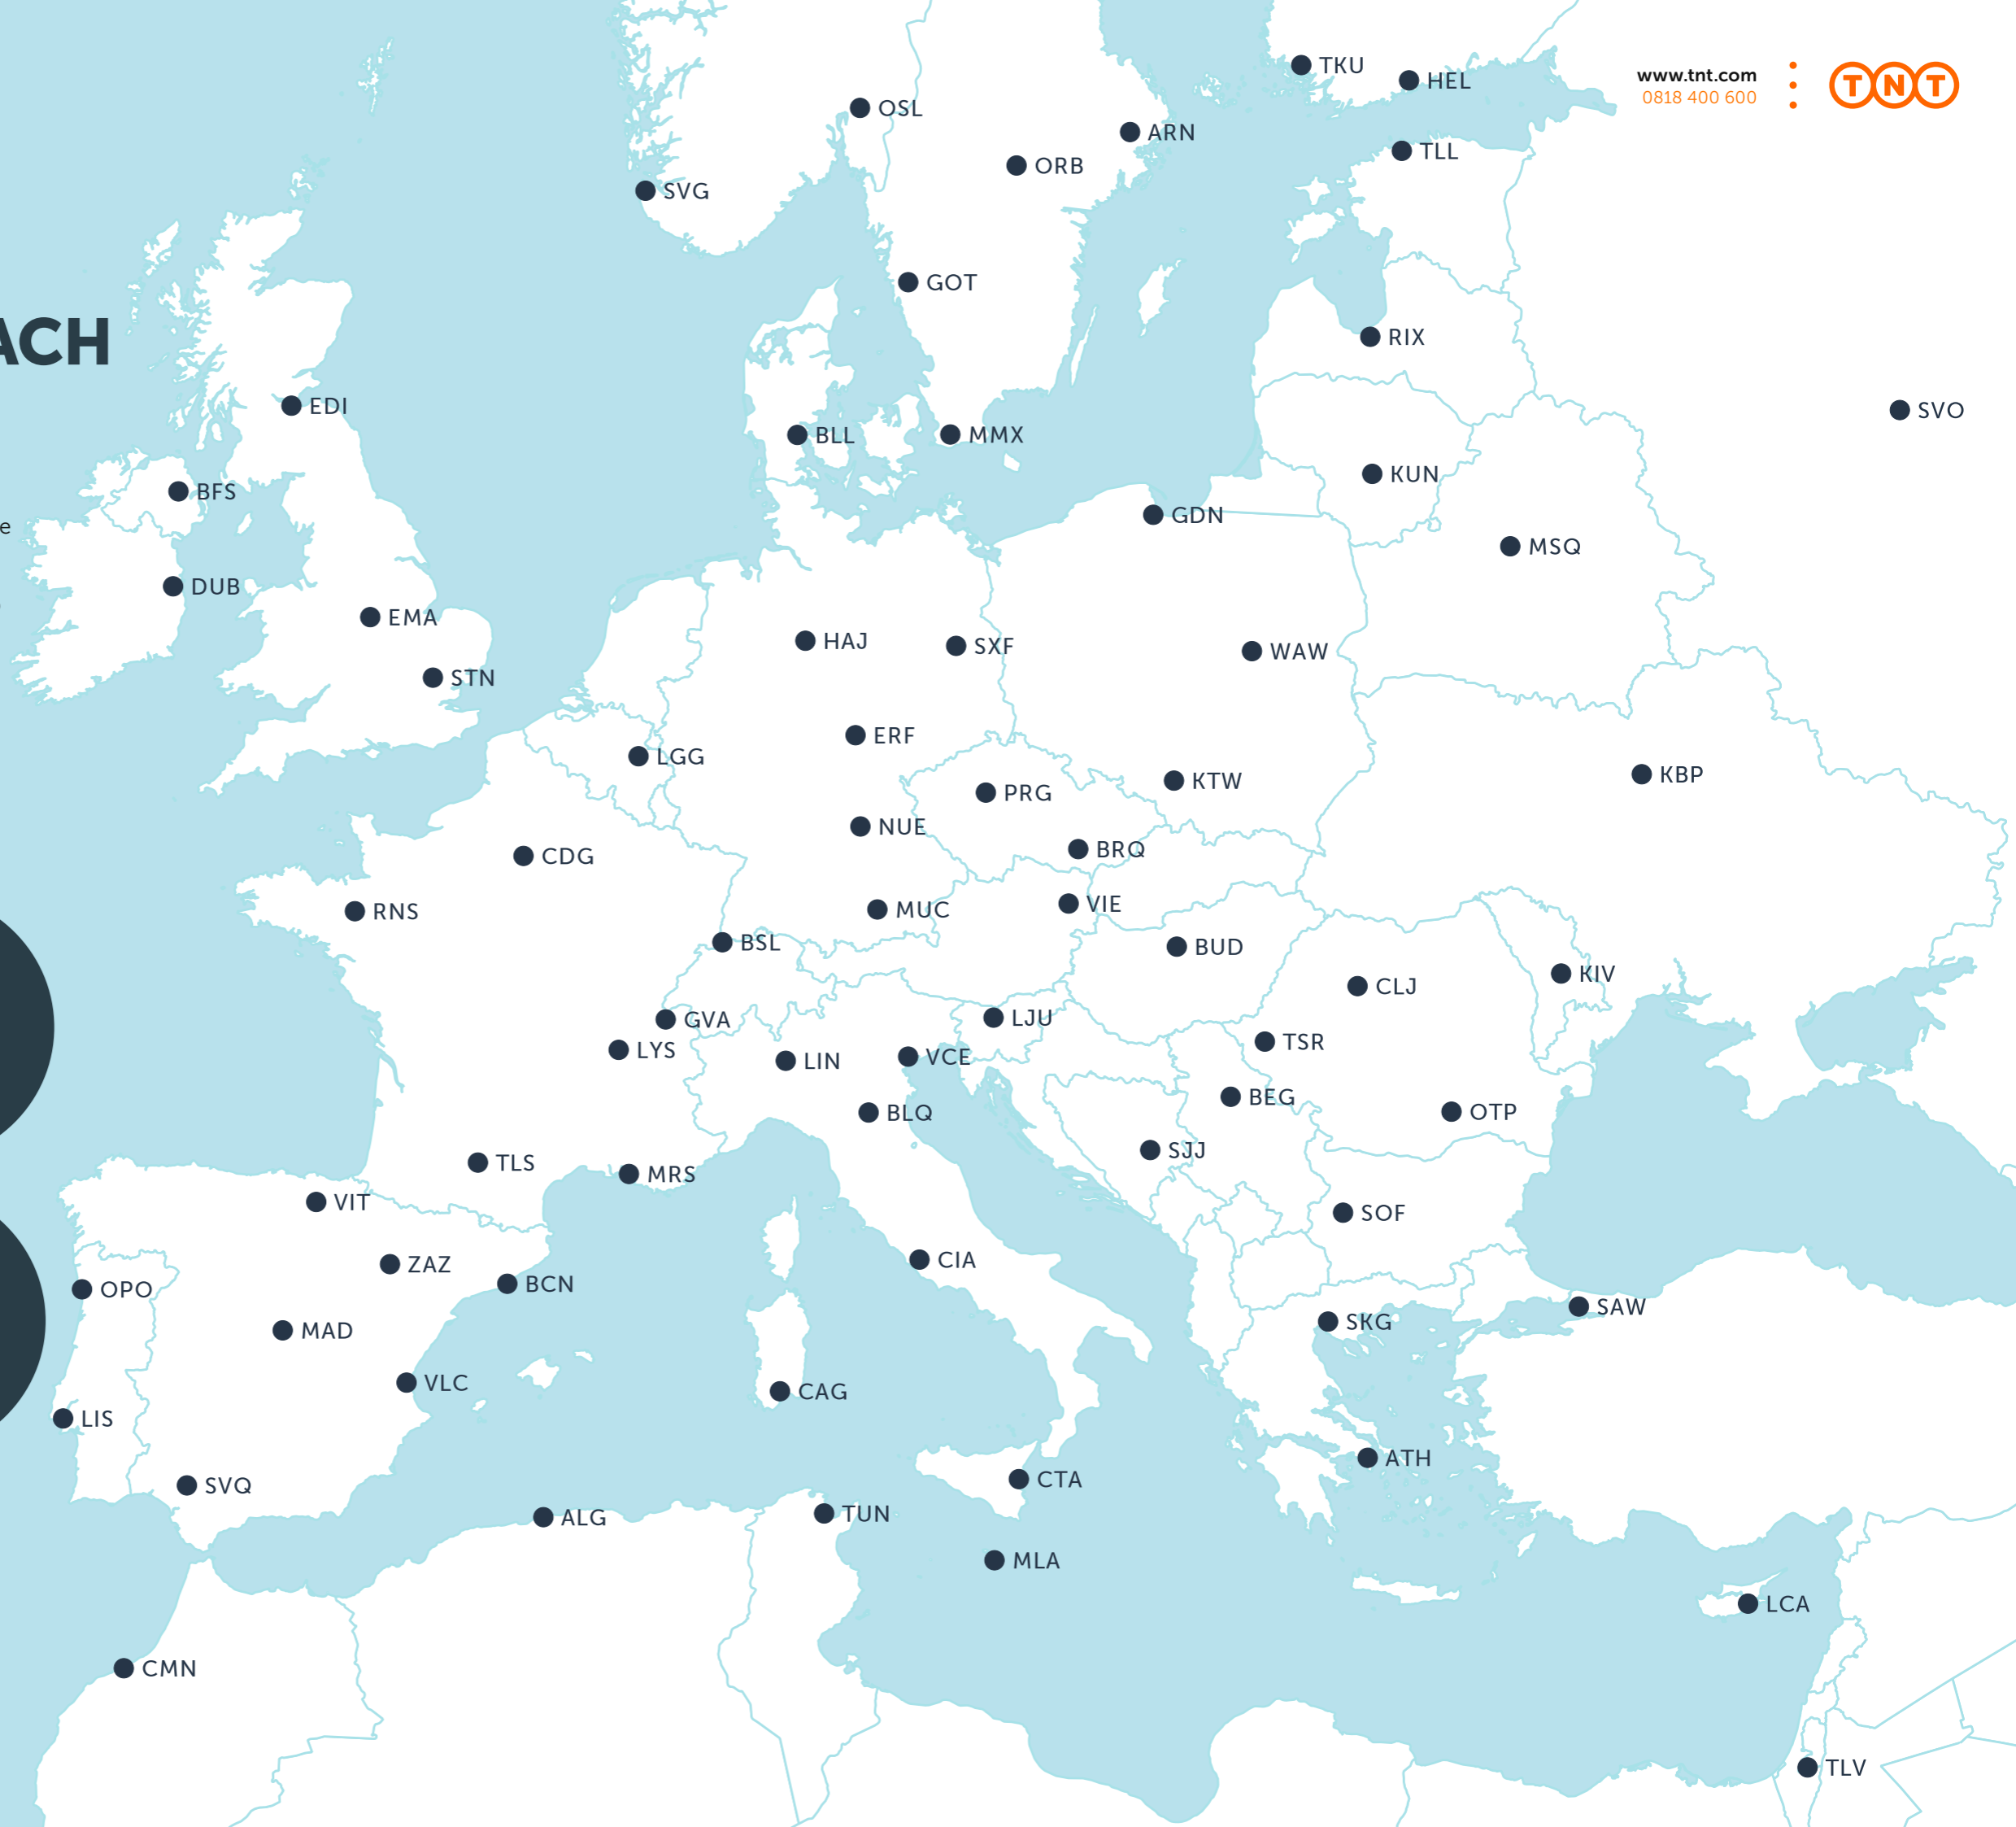 TKU
HEL
www.tnt.com
0818 400 600
TNT
OSL
ARN
TLL
ORB
SVG
GOT
ACH
RIX
EDI
SVO
BLL
MMX
KUN
BFS
GDN
e
MSQ
DUB
EMA
HAJ
SXF
WAW
STN
ERF
LGG
KBP
KTW
PRG
NUE
BRQ
CDG
VIE
MUC
RNS
BSL
BUD
KIV
CLJ
LJU
GVA
TSR
LYS
VCE
LIN
BEG
OTP
BLQ
SJJ
TLS
MRS
VIT
SOF
CIA
ZAZ
BCN
OPO
SAW
SKG
MAD
VLC
CAG
LIS
ATH
CTA
SVQ
TUN
ALG
MLA
LCA
CMN
TLV